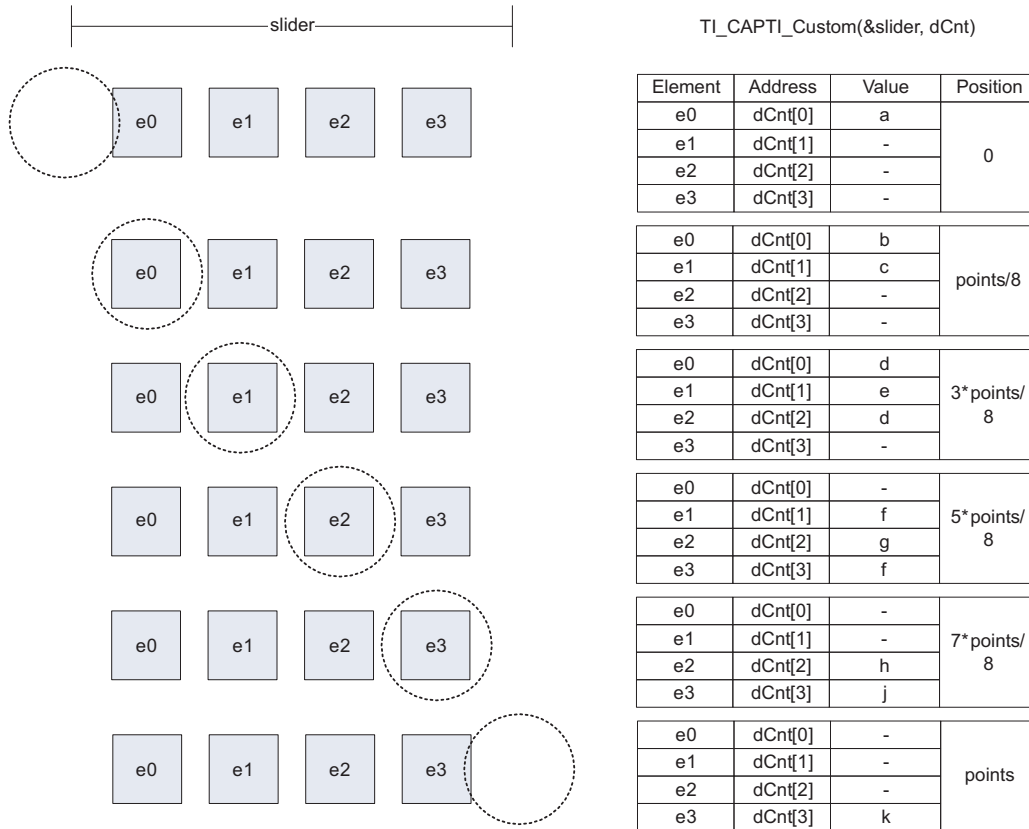 slider
TI_CAPTI_Custom(&slider, dCnt)
Element Address Value Position
e0 e1 e2 e3
e0 dCnt[0] a
e1 dCnt[1] -
e2 dCnt[2] -
e3 dCnt[3] -
0
e0 e1 e2 e3
e0 dCnt[0] b
e1 dCnt[1] c
e2 dCnt[2] -
e3 dCnt[3] -
points/8
e0 e1 e2 e3
e0 dCnt[0] d
e1 dCnt[1] e
e2 dCnt[2] d
e3 dCnt[3] -
3*points/
8
e0 e1 e2 e3
e0 dCnt[0] -
e1 dCnt[1] f
e2 dCnt[2] g
e3 dCnt[3] f
5*points/
8
e0 e1 e2 e3
e0 dCnt[0] -
e1 dCnt[1] -
e2 dCnt[2] h
e3 dCnt[3] j
7*points/
8
e0 e1 e2 e3
e0 dCnt[0] -
e1 dCnt[1] -
e2 dCnt[2] -
e3 dCnt[3] k
points